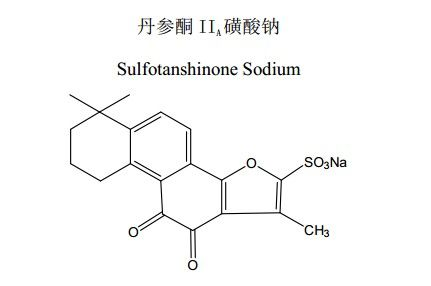 丹参酮 IIA磺酸钠
Sulfotanshinone Sodium
O
SO3Na
O
CH3
O